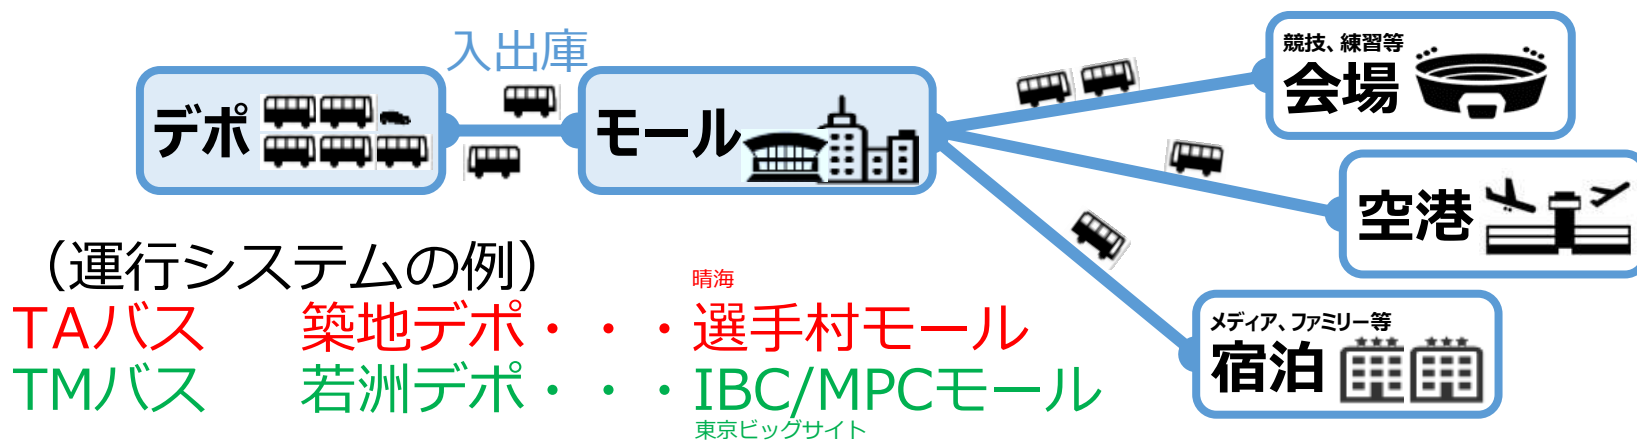 入出庫
デポ
モール
競技、練習等
会場
空港
メディア、ファミリー等
宿泊
（運行システムの例）
晴海
TAバス 築地デポ・・・選手村モール
TMバス 若洲デポ・・・IBC/MPCモール
東京ビッグサイト